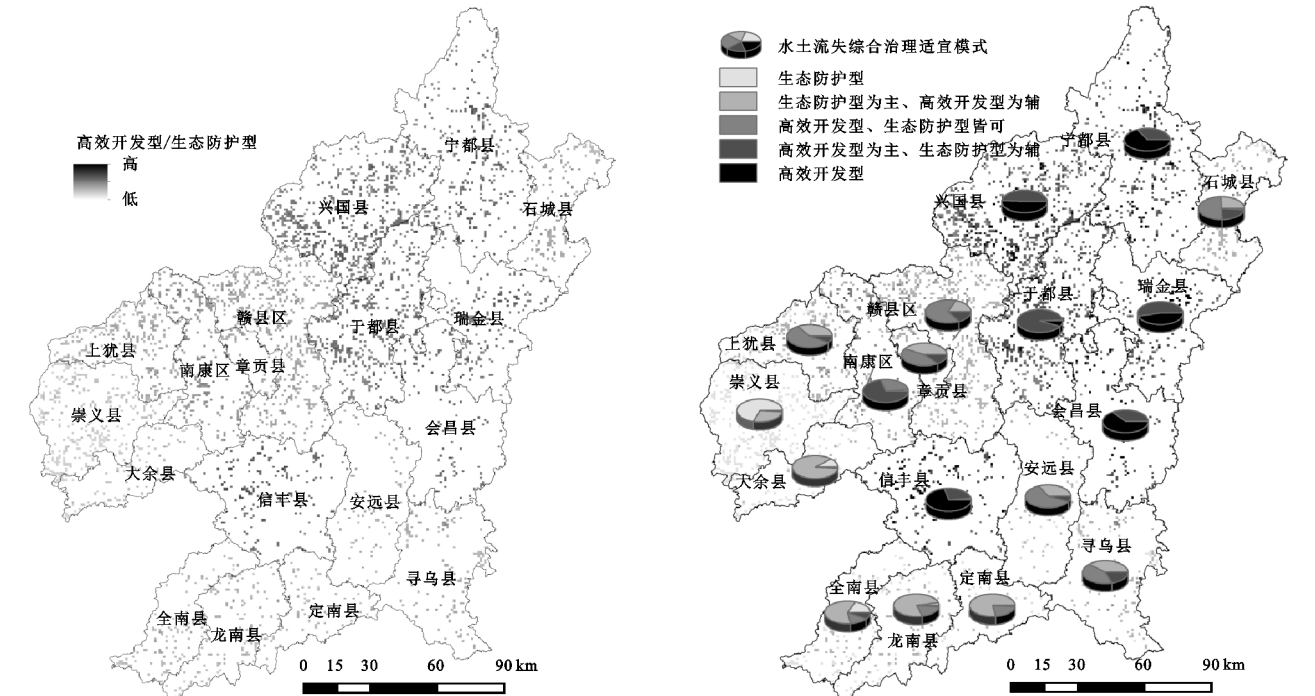 高效开发型/生态防护型
高
低
宁都县
兴国县
石城县
赣县区
于都县
瑞金县
上犹县
南康区
章贡县
崇义县
会昌县
大余县
信丰县
安远县
寻乌县
全南县
龙南县
定南县
0 15 30 60 90 km
水土流失综合治理适宜模式
生态防护型
生态防护型为主、高效开发型为辅
高效开发型、生态防护型皆可
高效开发型为主、生态防护型为辅
高效开发型
宁都县
石城县
兴国县
瑞金县
于都县
赣县区
上犹县
南康区
崇义县
章贡县
会昌县
安远县
大余县
信丰县
寻乌县
定南县
全南县
龙南县
0 15 30 60 90 km